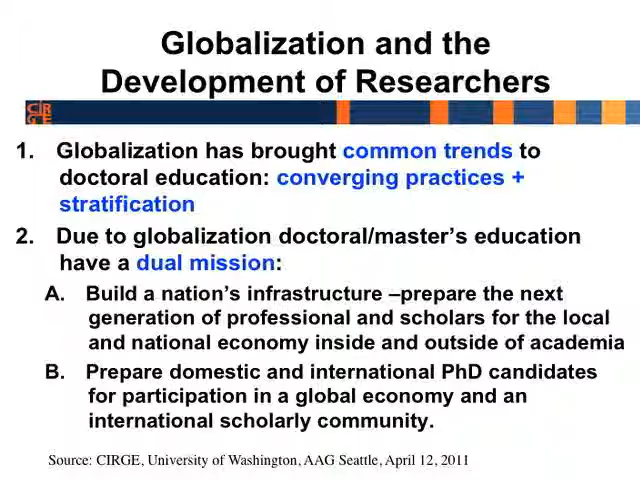 Globalization and the
Development of Researchers
CIR
GE
1. Globalization has brought common trends to
doctoral education: converging practices +
stratification
2. Due to globalization doctoral/master's education
have a dual mission:
A. Build a nation's infrastructure –prepare the next
generation of professional and scholars for the local
and national economy inside and outside of academia
B. Prepare domestic and international PhD candidates
for participation in a global economy and an
international scholarly community.
Source: CIRGE, University of Washington, AAG Seattle, April 12, 2011